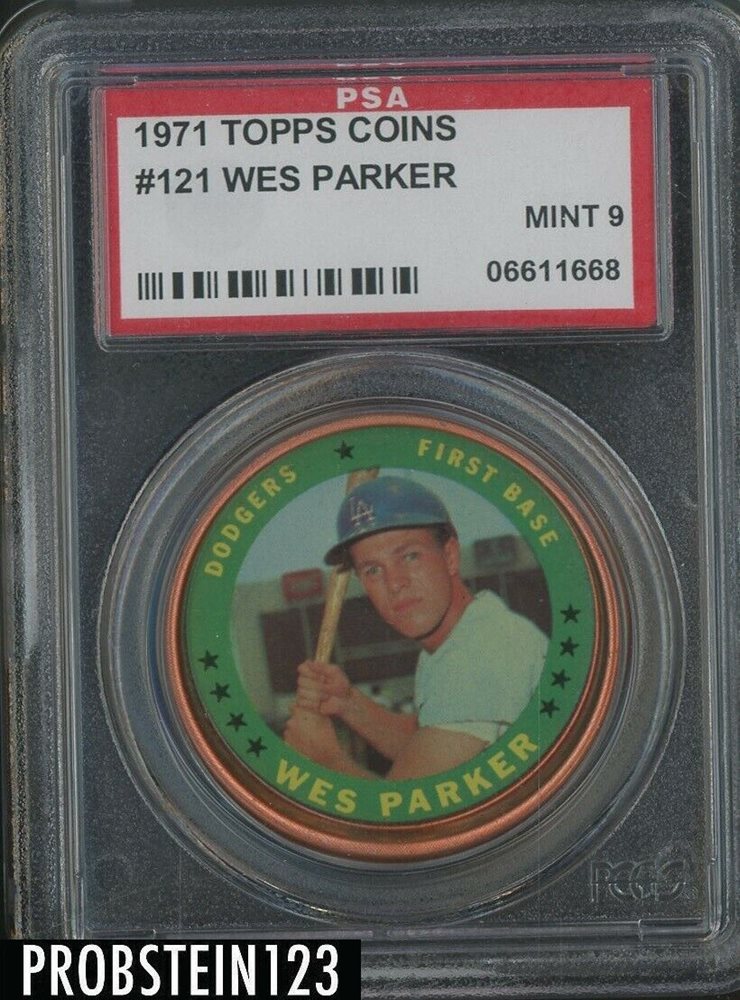 PSA
1971 TOPPS COINS
#121 WES PARKER
MINT 9
06611668
DODGERS ★ FIRST BASE
LA
WES PARKER
PCGS
PROBSTEIN123